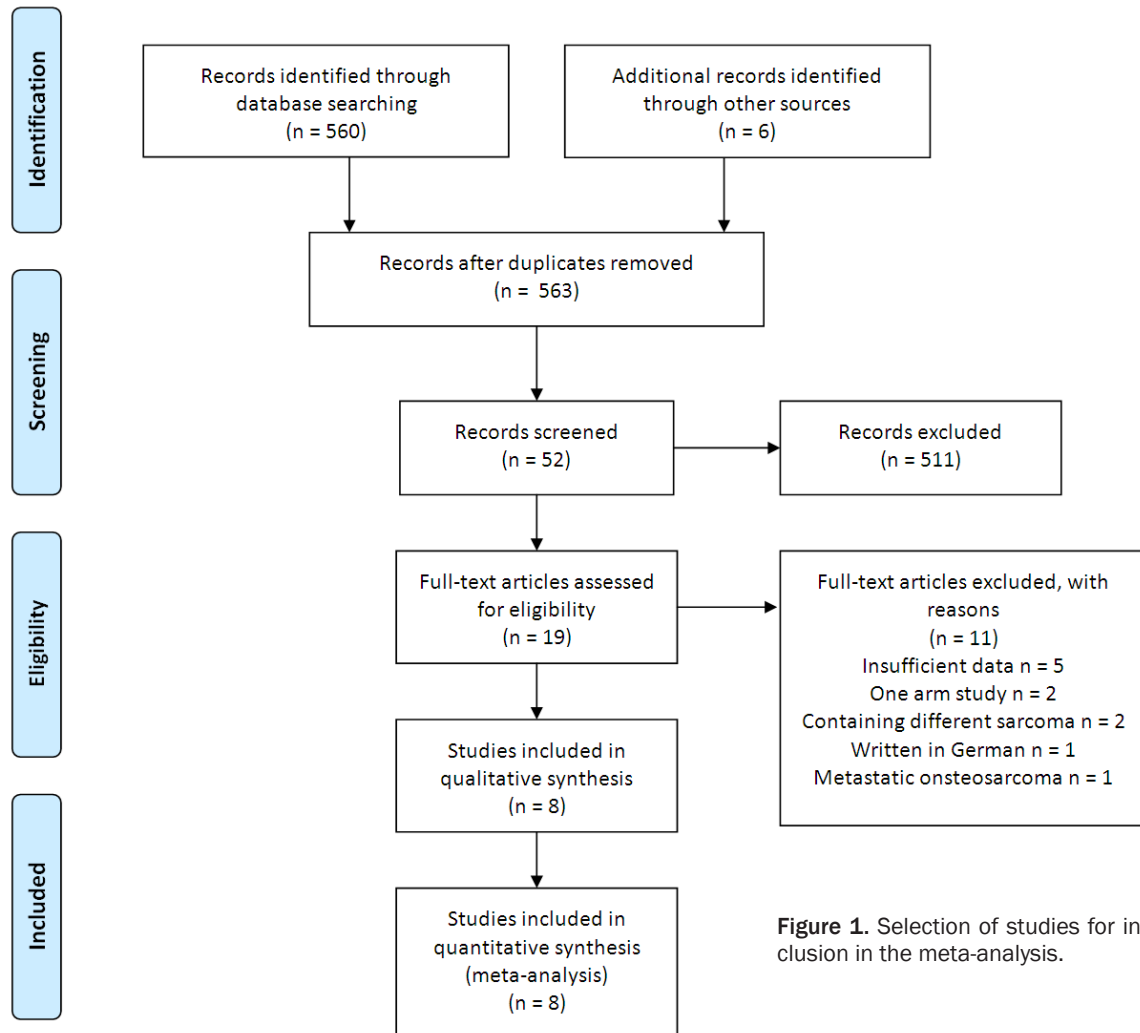 Identification
Records identified through
database searching
(n = 560)
Additional records identified
through other sources
(n = 6)
Records after duplicates removed
(n = 563)
Screening
Records screened
(n = 52)
Records excluded
(n = 511)
Eligibility
Full-text articles assessed
for eligibility
(n = 19)
Full-text articles excluded, with
reasons
(n = 11)
Insufficient data n = 5
One arm study n = 2
Containing different sarcoma n = 2
Written in German n = 1
Metastatic onsteosarcoma n = 1
Studies included in
qualitative synthesis
(n = 8)
Included
Studies included in
quantitative synthesis
(meta-analysis)
(n = 8)
Figure 1. Selection of studies for in
clusion in the meta-analysis.